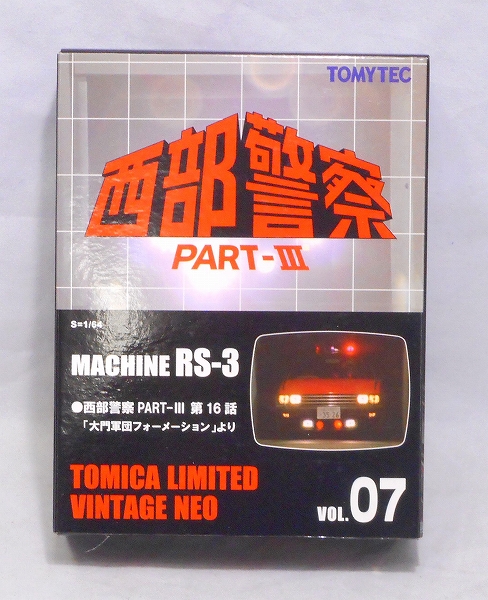 TOMYTEC
西部警察
PART-III
S=1/64
MACHINE RS-3
●西部警察 PART-III 第16話
「大門軍団フォーメーション」より
TOMICA LIMITED
VINTAGE NEO
VOL.07